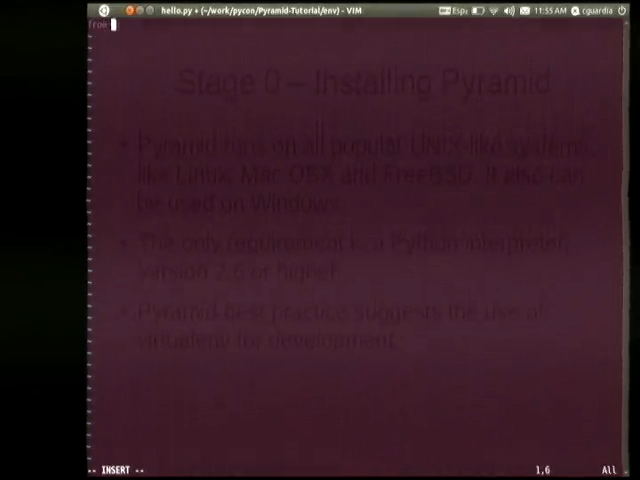 hello.py + (~/work/pycon/Pyramid-Tutorial/env) - VIM
Esp 11:55 AM cguardia
from
Stage 0 – Installing Pyramid
• Pyramid runs on all popular UNIX-like systems,
like Linux, Mac OSX and FreeBSD. It also can
be used on Windows.
• The only requirement is a Python interpreter,
version 2.5 or higher
• Pyramid best practice suggests the use of
virtualenv for development.
-- INSERT -- 1,6 All